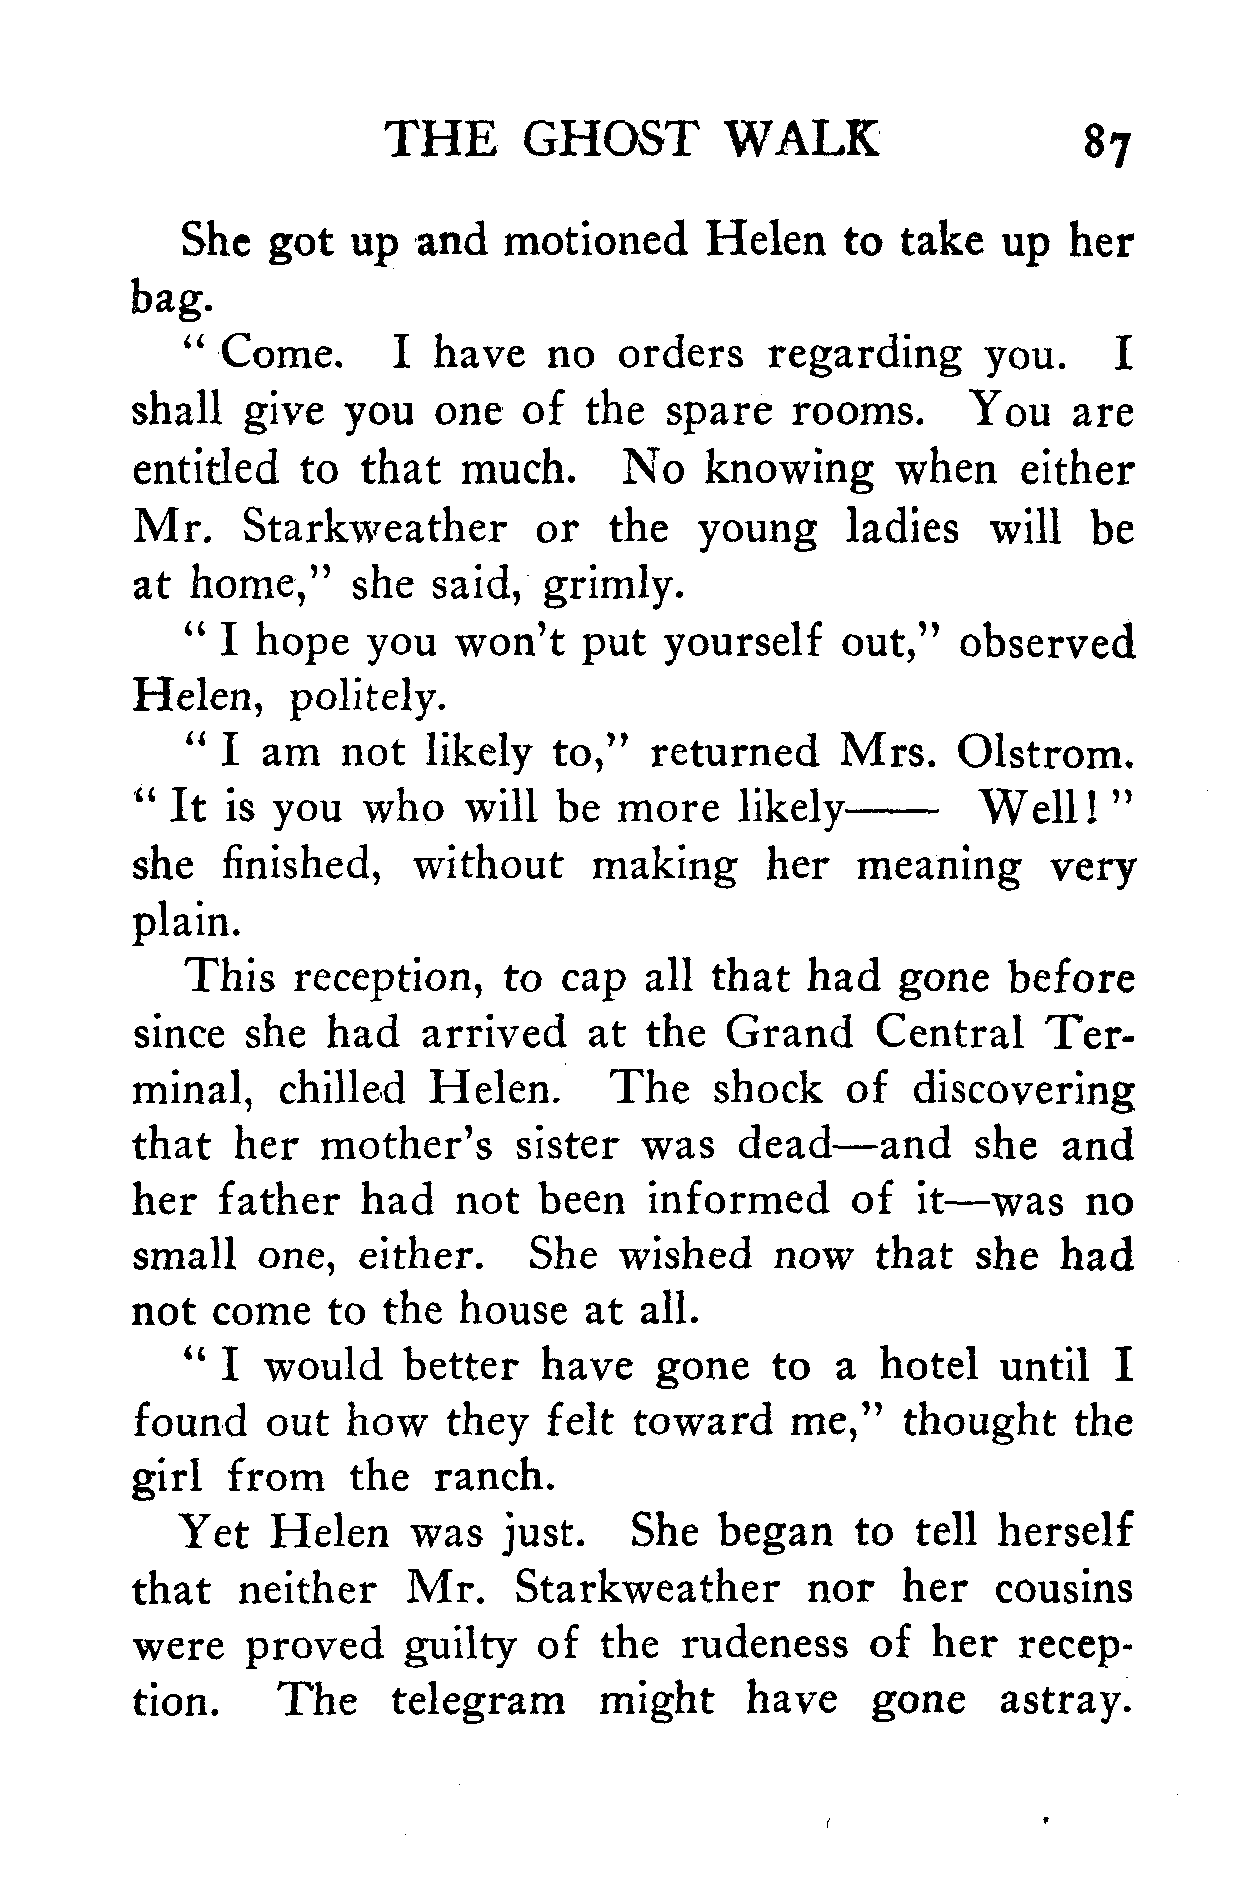 THE GHOST WALK 87
She got up and motioned Helen to take up her
bag.
" Come. I have no orders regarding you. I
shall give you one of the spare rooms. You are
entitled to that much. No knowing when either
Mr. Starkweather or the young ladies will be
at home," she said, grimly.
" I hope you won't put yourself out," observed
Helen, politely.
" I am not likely to," returned Mrs. Olstrom.
" It is you who will be more likely—— Well! "
she finished, without making her meaning very
plain.
This reception, to cap all that had gone before
since she had arrived at the Grand Central Ter-
minal, chilled Helen. The shock of discovering
that her mother's sister was dead—and she and
her father had not been informed of it—was no
small one, either. She wished now that she had
not come to the house at all.
" I would better have gone to a hotel until I
found out how they felt toward me," thought the
girl from the ranch.
Yet Helen was just. She began to tell herself
that neither Mr. Starkweather nor her cousins
were proved guilty of the rudeness of her recep-
tion. The telegram might have gone astray.